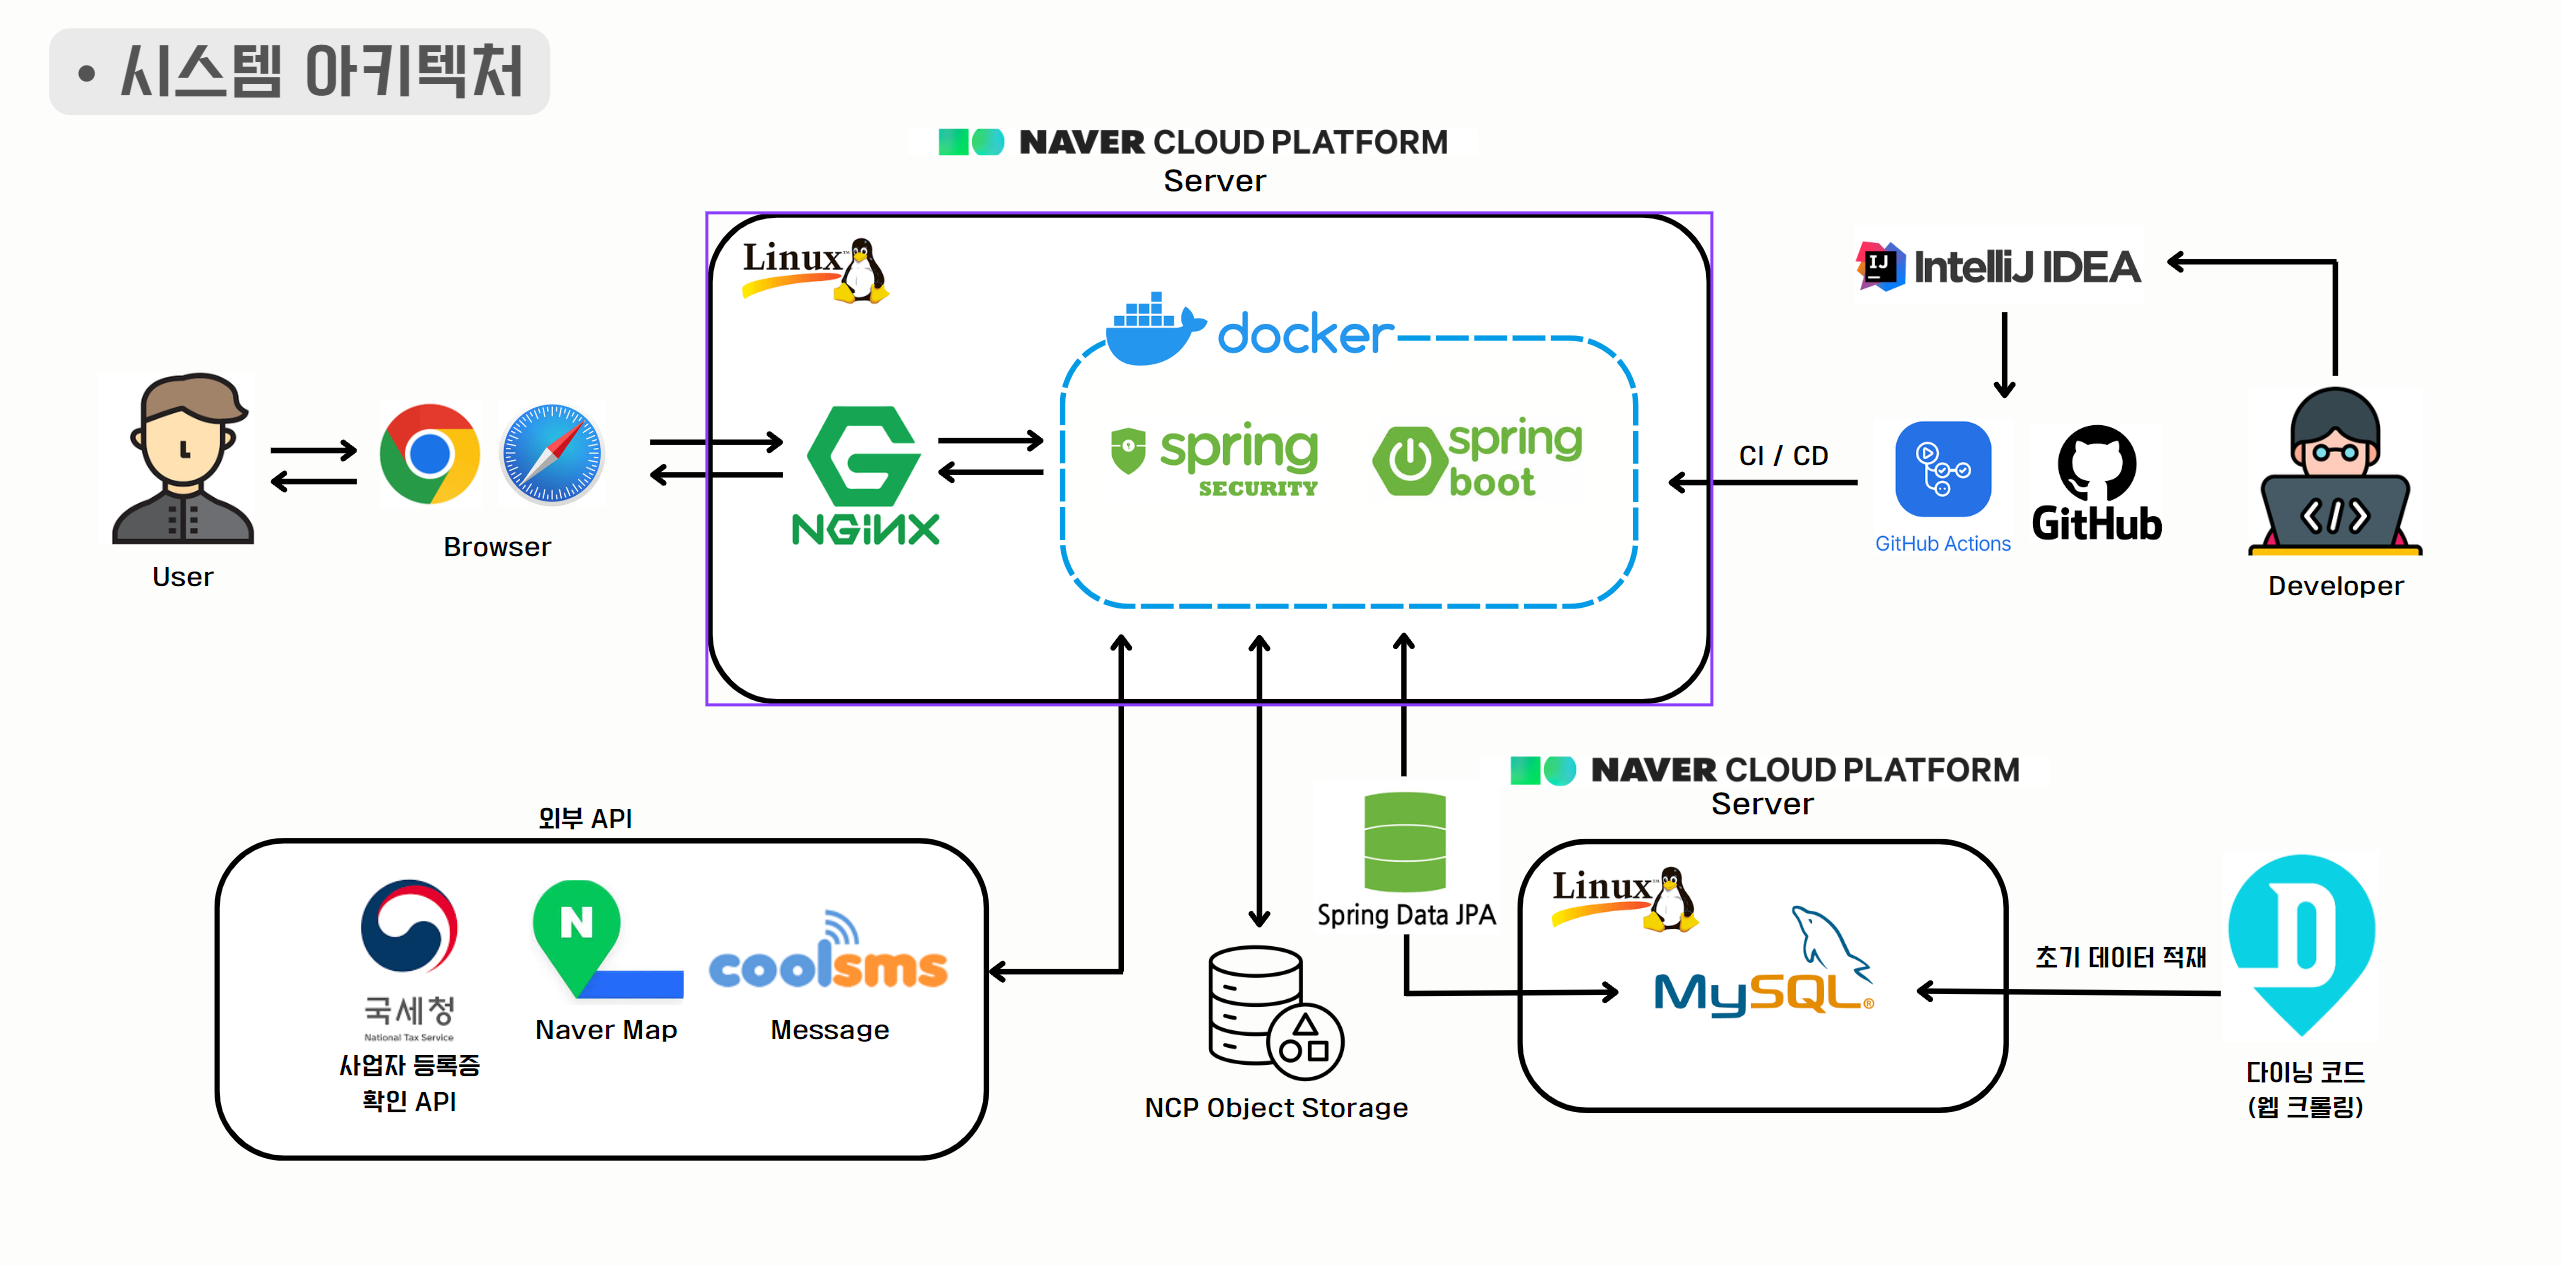 • 시스템 아키텍처
NAVER CLOUD PLATFORM
Server
Linux™
docker
IJ IntelliJ IDEA
spring
SECURITY
spring
boot
NGiNX
CI / CD
GitHub Actions
GitHub
</>
Developer
Browser
User
NAVER CLOUD PLATFORM
Server
외부 API
N
coolsms
국세청
National Tax Service
사업자 등록증
확인 API
Naver Map
Message
Spring Data JPA
NCP Object Storage
Linux™
MySQL®
초기 데이터 적재
D
다이닝 코드
(웹 크롤링)